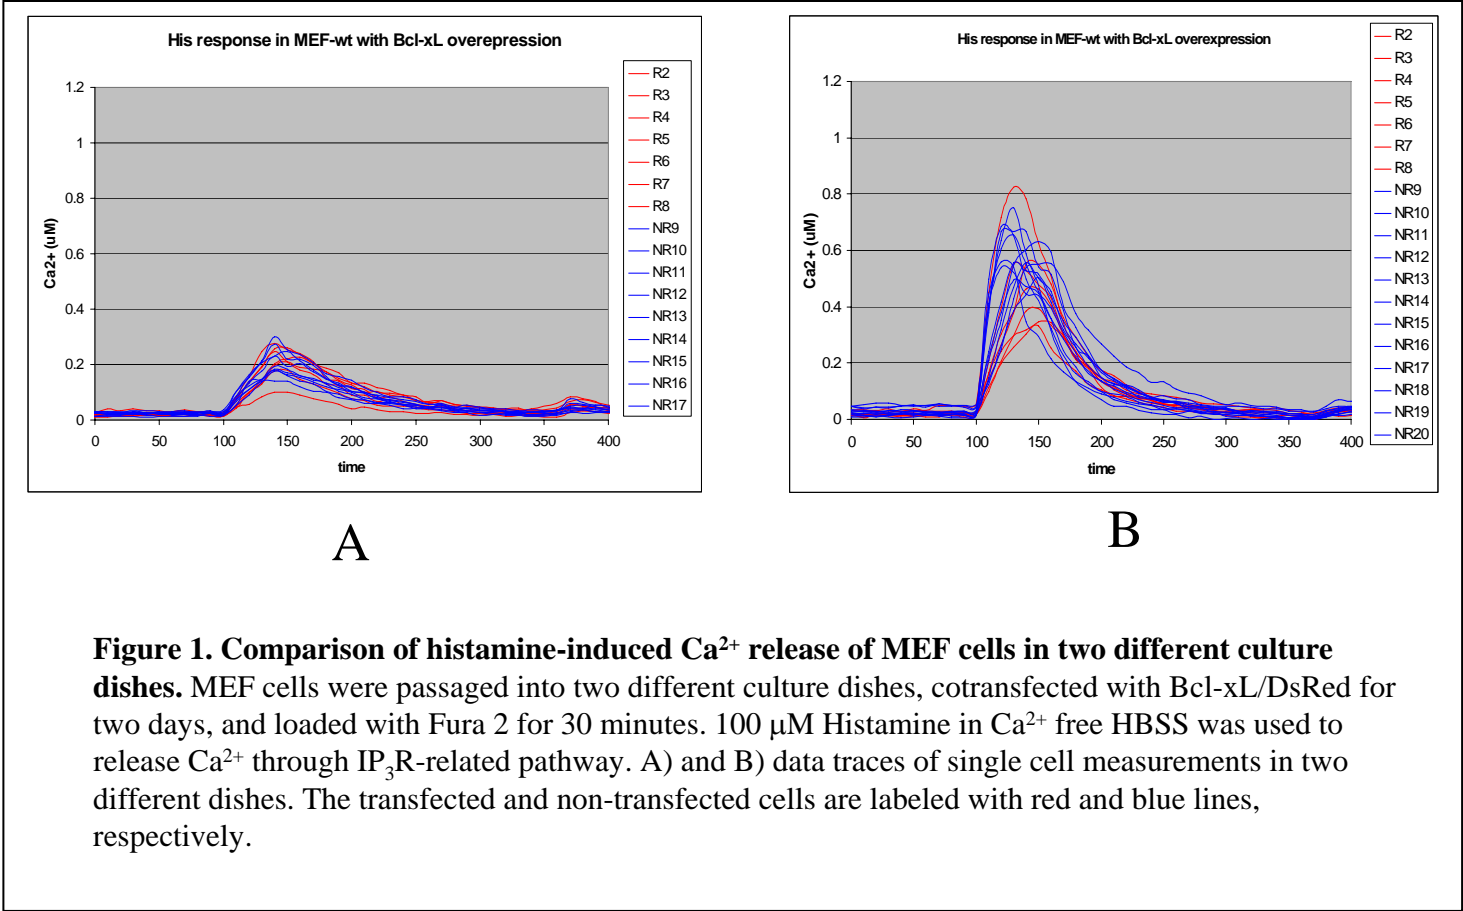 His response in MEF-wt with Bcl-xL overepression
1.2
1
0.8
0.6
0.4
0.2
0
Ca2+ (uM)
0 50 100 150 200 250 300 350 400
time
R2
R3
R4
R5
R6
R7
R8
NR9
NR10
NR11
NR12
NR13
NR14
NR15
NR16
NR17
A
His response in MEF-wt with Bcl-xL overexpression
1.2
1
0.8
0.6
0.4
0.2
0
Ca2+ (uM)
0 50 100 150 200 250 300 350 400
time
R2
R3
R4
R5
R6
R7
R8
NR9
NR10
NR11
NR12
NR13
NR14
NR15
NR16
NR17
NR18
NR19
NR20
B
Figure 1. Comparison of histamine-induced Ca²⁺ release of MEF cells in two different culture
dishes. MEF cells were passaged into two different culture dishes, cotransfected with Bcl-xL/DsRed for
two days, and loaded with Fura 2 for 30 minutes. 100 μM Histamine in Ca²⁺ free HBSS was used to
release Ca²⁺ through IP₃R-related pathway. A) and B) data traces of single cell measurements in two
different dishes. The transfected and non-transfected cells are labeled with red and blue lines,
respectively.